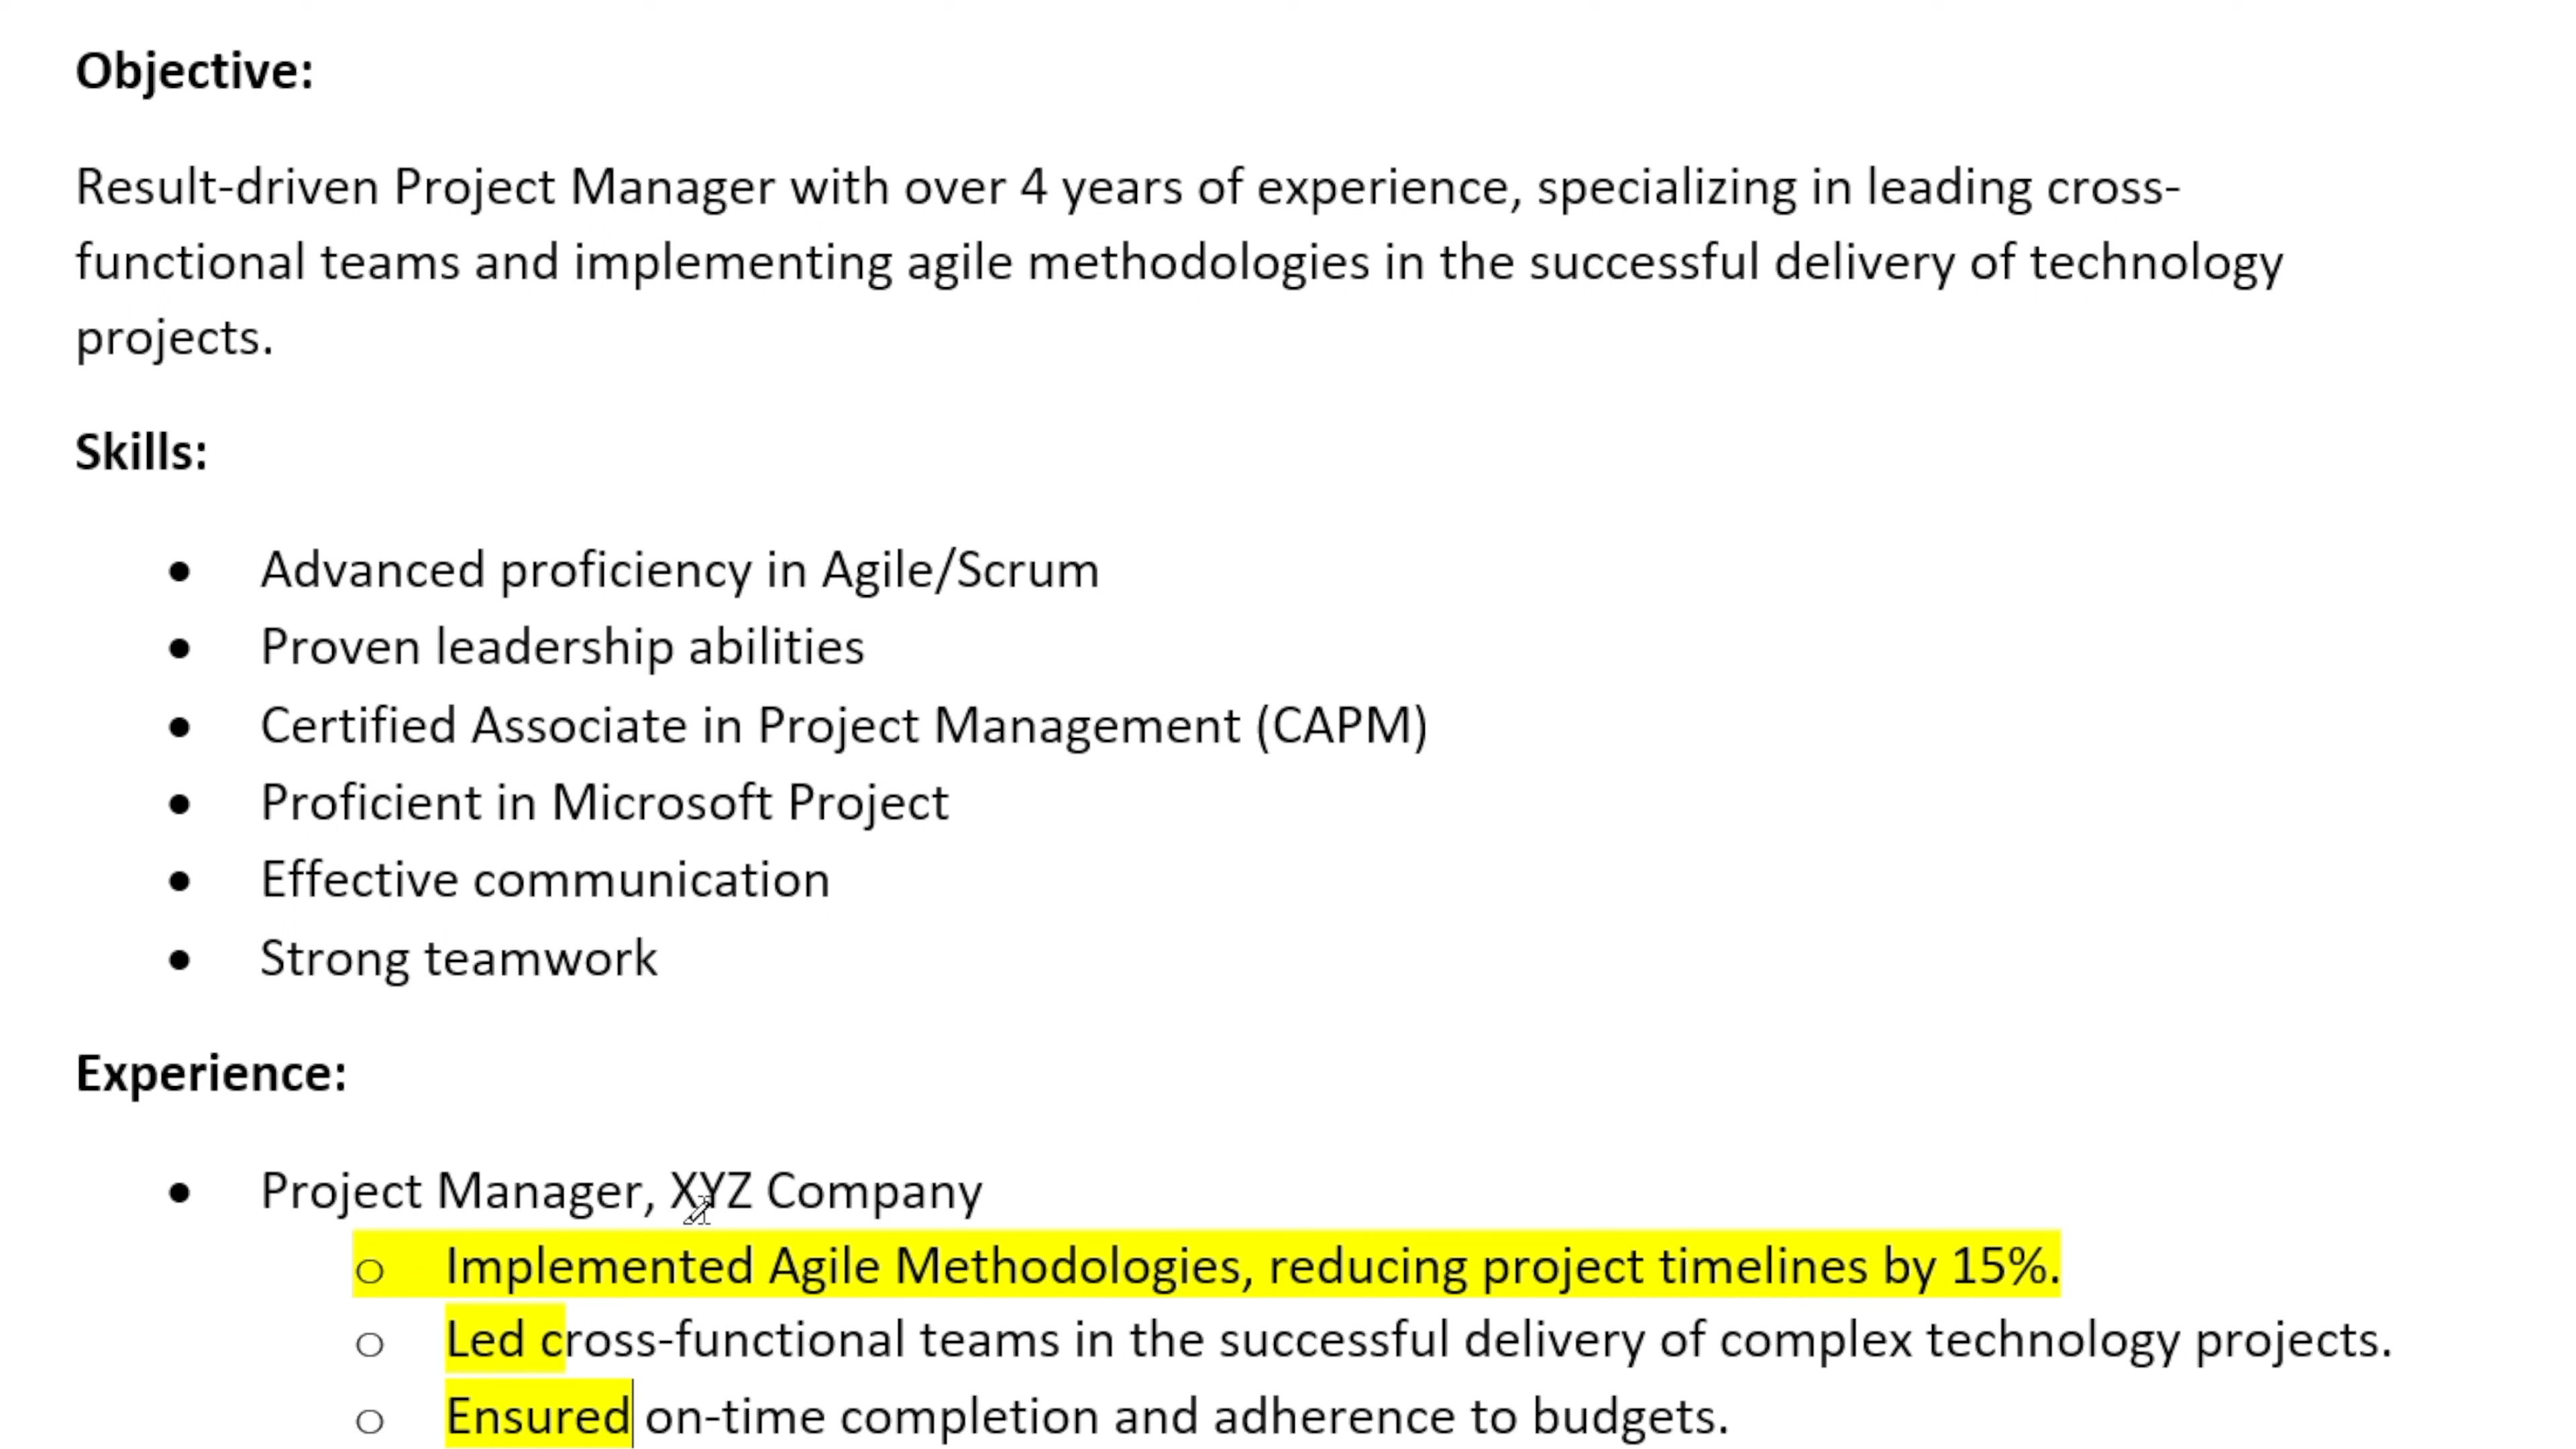 Objective:
Result-driven Project Manager with over 4 years of experience, specializing in leading cross-
functional teams and implementing agile methodologies in the successful delivery of technology
projects.
Skills:
• Advanced proficiency in Agile/Scrum
• Proven leadership abilities
• Certified Associate in Project Management (CAPM)
• Proficient in Microsoft Project
• Effective communication
• Strong teamwork
Experience:
• Project Manager, XYZ Company
o Implemented Agile Methodologies, reducing project timelines by 15%.
o Led cross-functional teams in the successful delivery of complex technology projects.
o Ensured on-time completion and adherence to budgets.